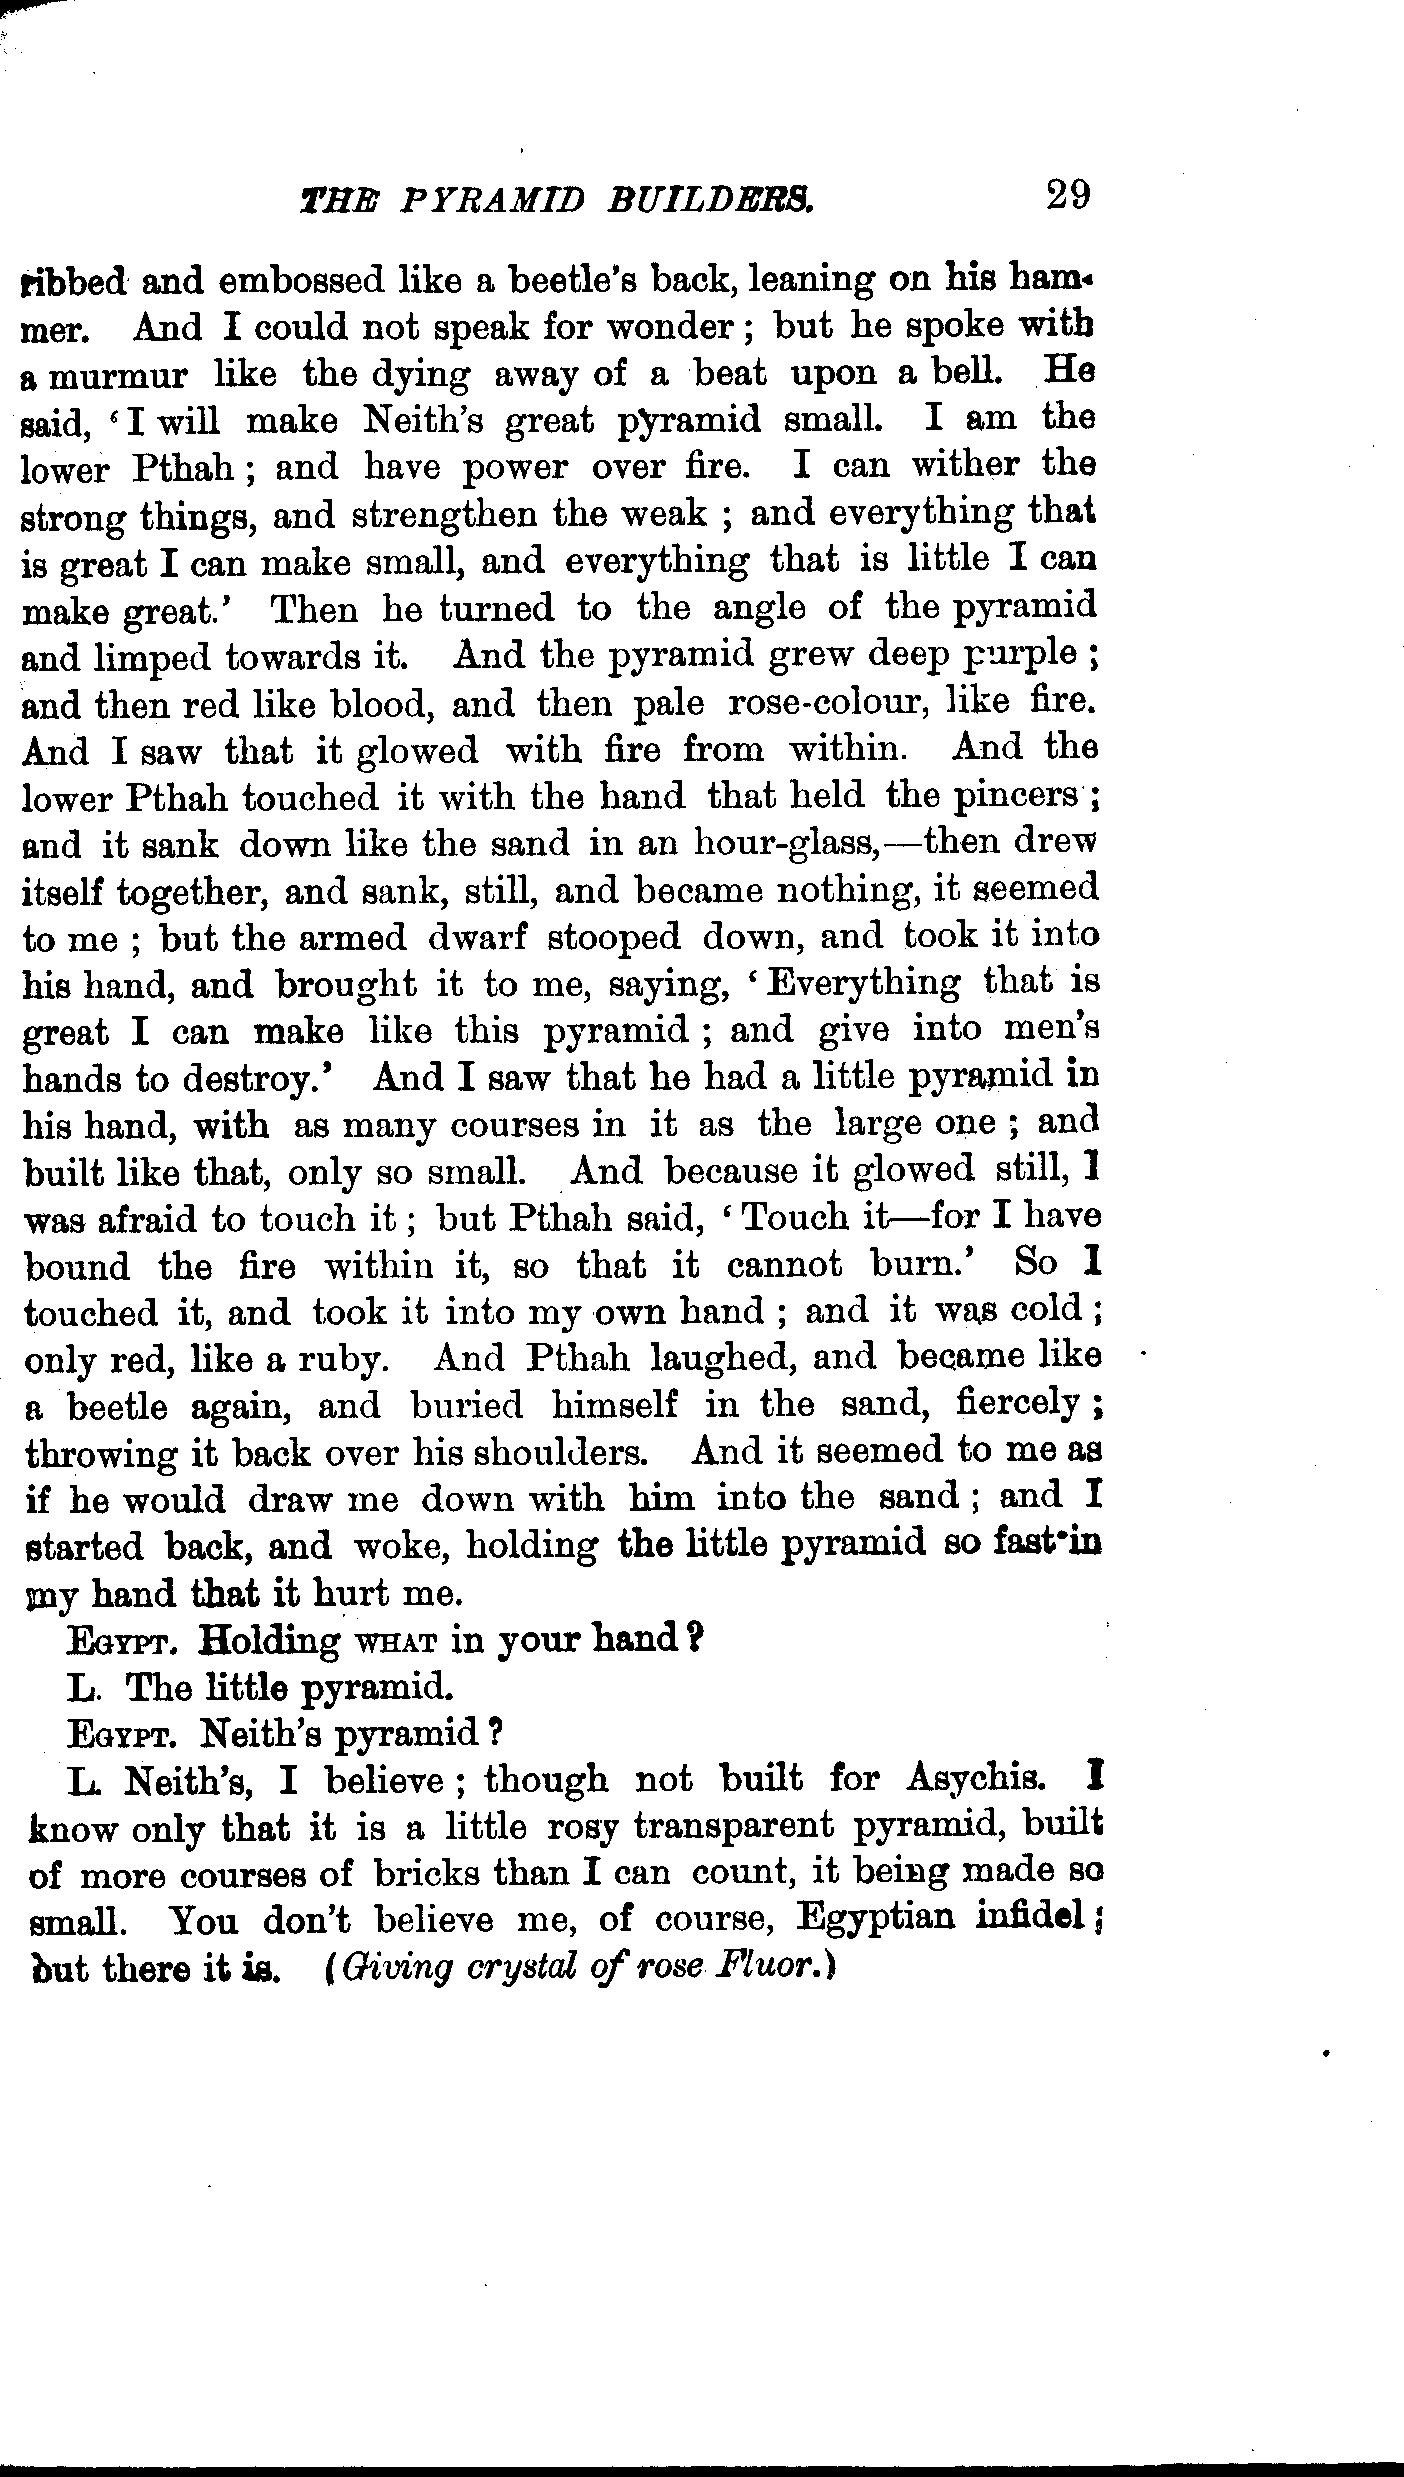 THE PYRAMID BUILDERS. 29
ribbed and embossed like a beetle's back, leaning on his ham-
mer. And I could not speak for wonder; but he spoke with
a murmur like the dying away of a beat upon a bell. He
said, ‘I will make Neith's great pyramid small. I am the
lower Pthah; and have power over fire. I can wither the
strong things, and strengthen the weak; and everything that
is great I can make small, and everything that is little I can
make great.’ Then he turned to the angle of the pyramid
and limped towards it. And the pyramid grew deep purple;
and then red like blood, and then pale rose-colour, like fire.
And I saw that it glowed with fire from within. And the
lower Pthah touched it with the hand that held the pincers;
and it sank down like the sand in an hour-glass,—then drew
itself together, and sank, still, and became nothing, it seemed
to me; but the armed dwarf stooped down, and took it into
his hand, and brought it to me, saying, ‘Everything that is
great I can make like this pyramid; and give into men's
hands to destroy.’ And I saw that he had a little pyramid in
his hand, with as many courses in it as the large one; and
built like that, only so small. And because it glowed still, I
was afraid to touch it; but Pthah said, ‘Touch it—for I have
bound the fire within it, so that it cannot burn.’ So I
touched it, and took it into my own hand; and it was cold;
only red, like a ruby. And Pthah laughed, and became like
a beetle again, and buried himself in the sand, fiercely;
throwing it back over his shoulders. And it seemed to me as
if he would draw me down with him into the sand; and I
started back, and woke, holding the little pyramid so fast in
my hand that it hurt me.
EGYPT. Holding WHAT in your hand?
L. The little pyramid.
EGYPT. Neith's pyramid?
L. Neith's, I believe; though not built for Asychis. I
know only that it is a little rosy transparent pyramid, built
of more courses of bricks than I can count, it being made so
small. You don't believe me, of course, Egyptian infidel;
but there it is. (Giving crystal of rose Fluor.)